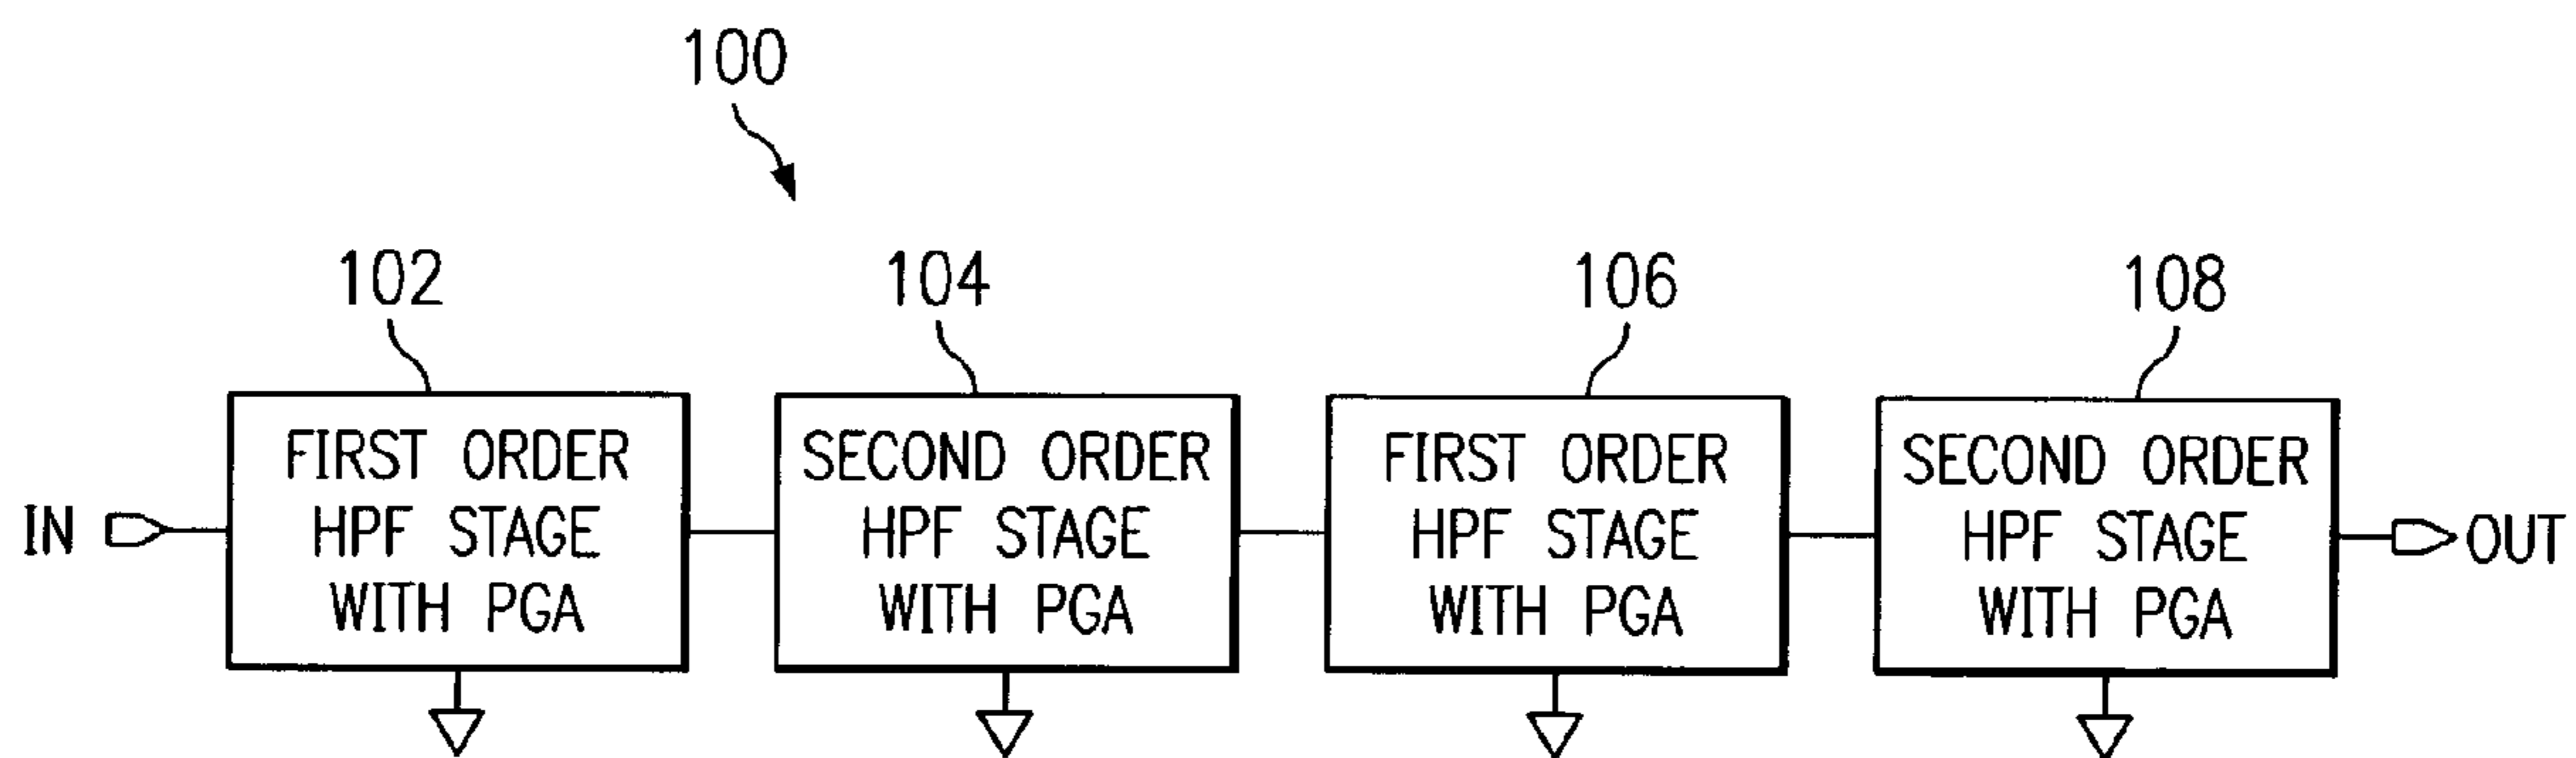 100
102
104
106
108
IN
FIRST ORDER
HPF STAGE
WITH PGA
SECOND ORDER
HPF STAGE
WITH PGA
FIRST ORDER
HPF STAGE
WITH PGA
SECOND ORDER
HPF STAGE
WITH PGA
OUT